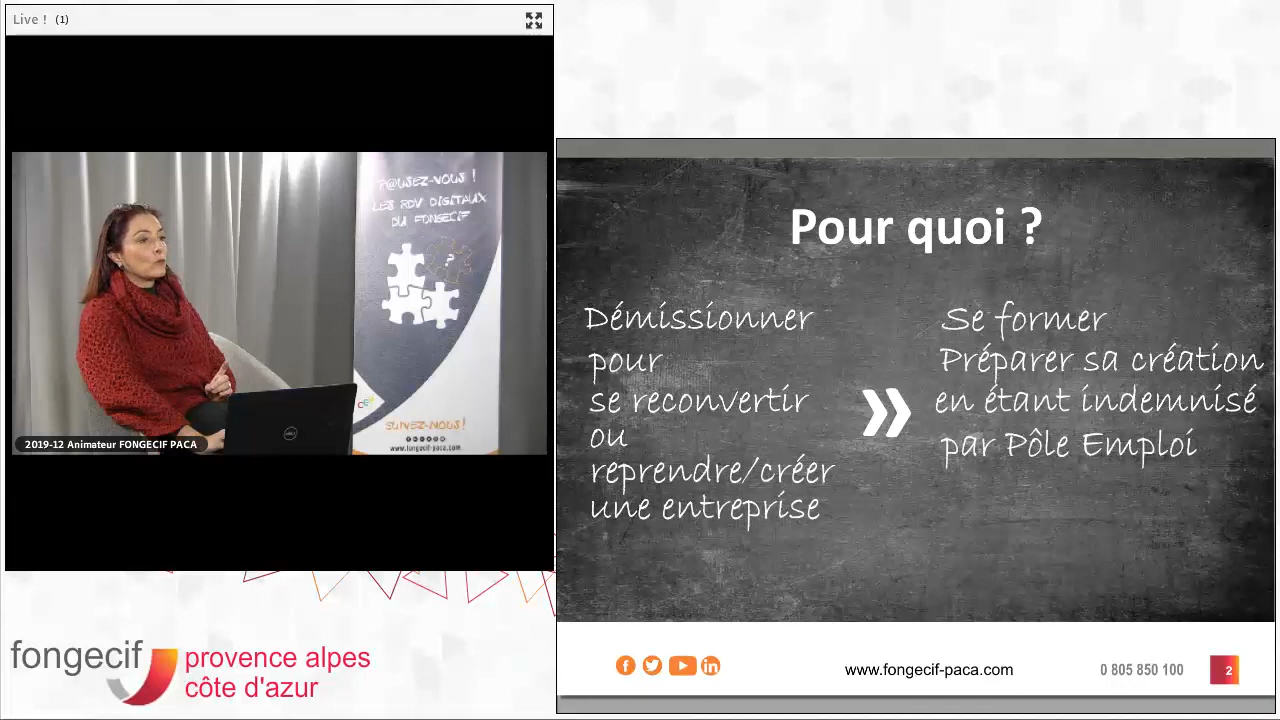 Live ! (1)
P@USEZ-VOUS !
LES RDV DIGITAUX
DU FONGECIF
?
SUIVEZ-NOUS !
www.fongecif-paca.com
DELL
2019-12 Animateur FONGECIF PACA
fongecif
provence alpes
côte d'azur
Pour quoi ?
Démissionner
pour
se reconvertir
ou
reprendre/créer
une entreprise
Se former
Préparer sa création
en étant indemnisé
par Pôle Emploi
www.fongecif-paca.com
0 805 850 100
2